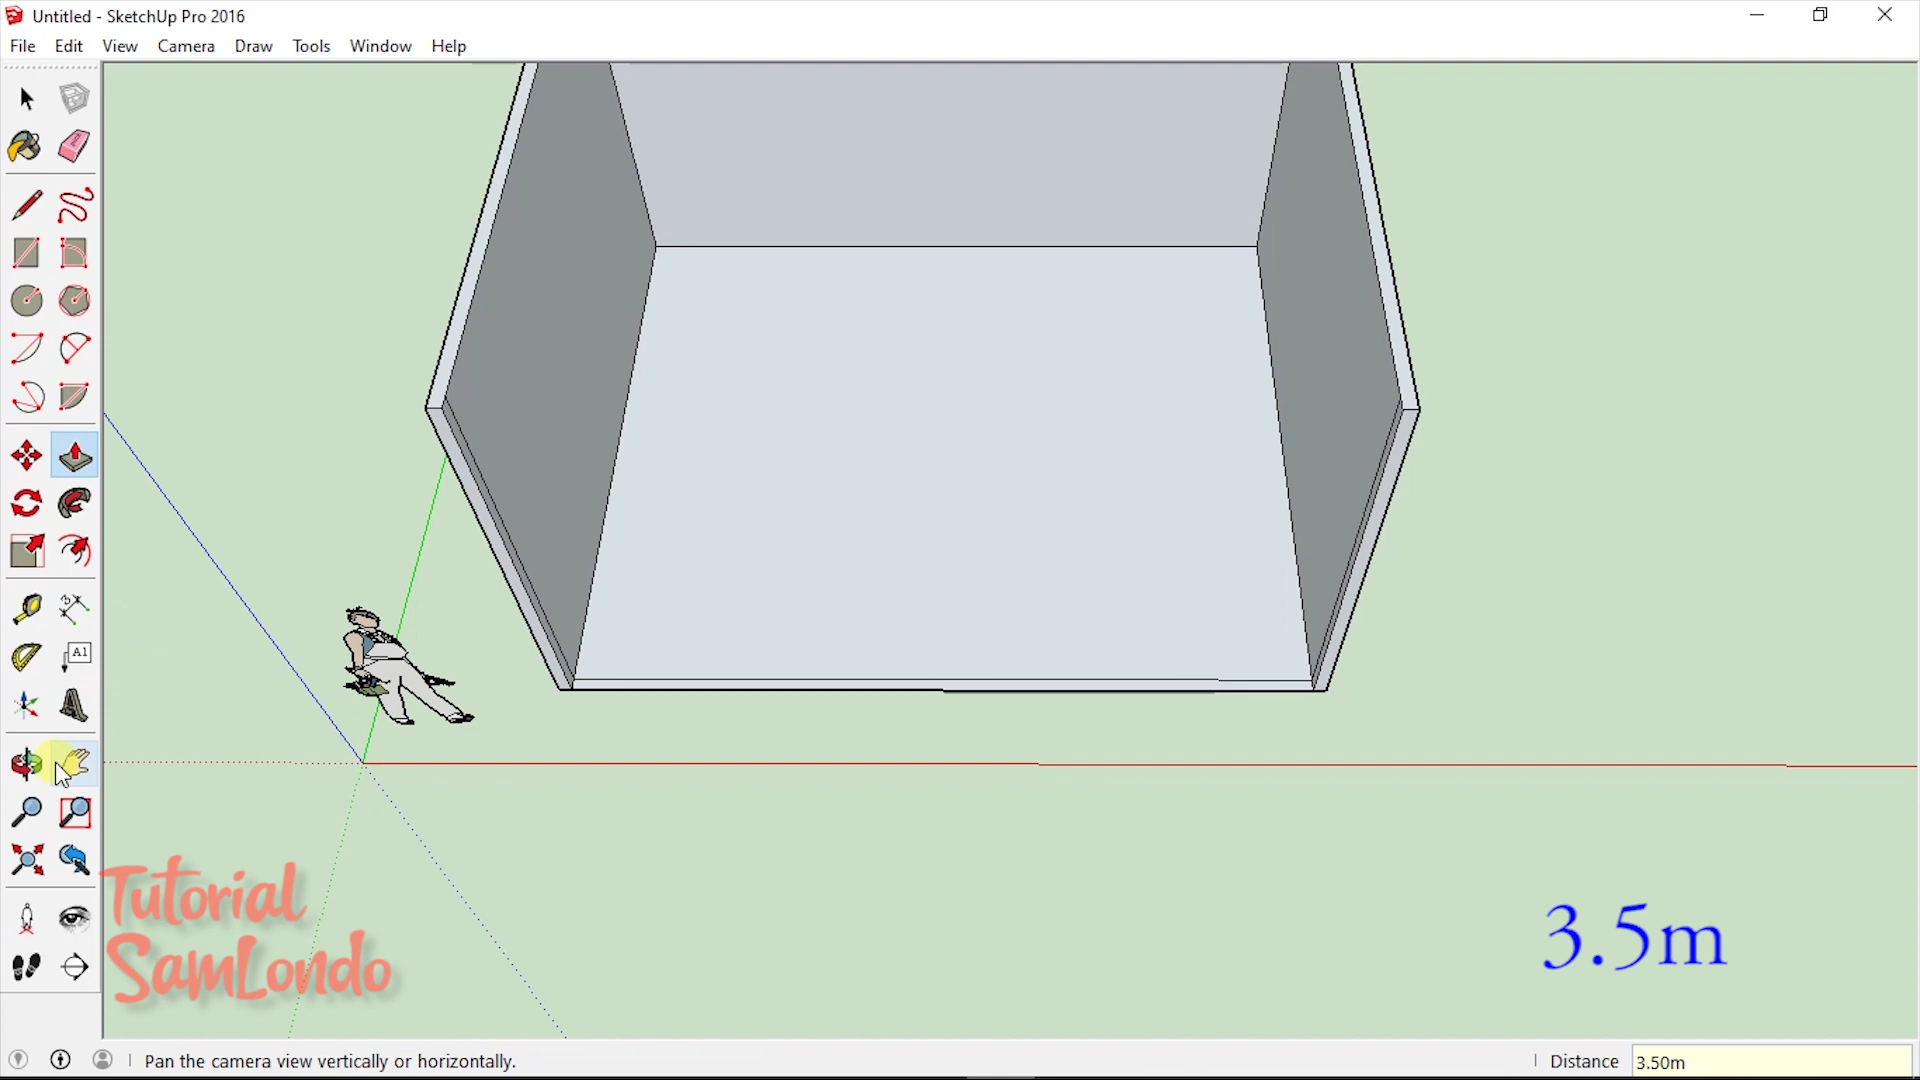 Untitled - SketchUp Pro 2016
File Edit View Camera Draw Tools Window Help
A1
Tutorial
SamLondo
3.5m
Pan the camera view vertically or horizontally.
Distance 3.50m